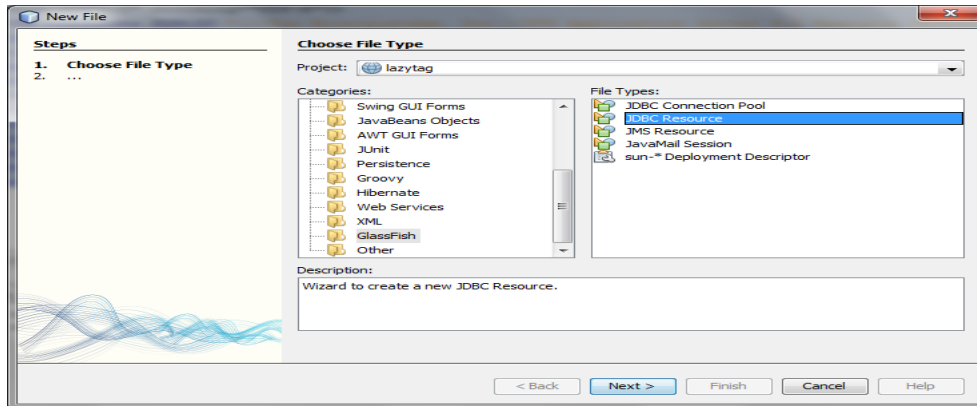 New File
Steps
1. Choose File Type
2. ...
Choose File Type
Project: lazytag
Categories:
Swing GUI Forms
JavaBeans Objects
AWT GUI Forms
JUnit
Persistence
Groovy
Hibernate
Web Services
XML
GlassFish
Other
File Types:
JDBC Connection Pool
JDBC Resource
JMS Resource
JavaMail Session
sun-* Deployment Descriptor
Description:
Wizard to create a new JDBC Resource.
< Back Next > Finish Cancel Help